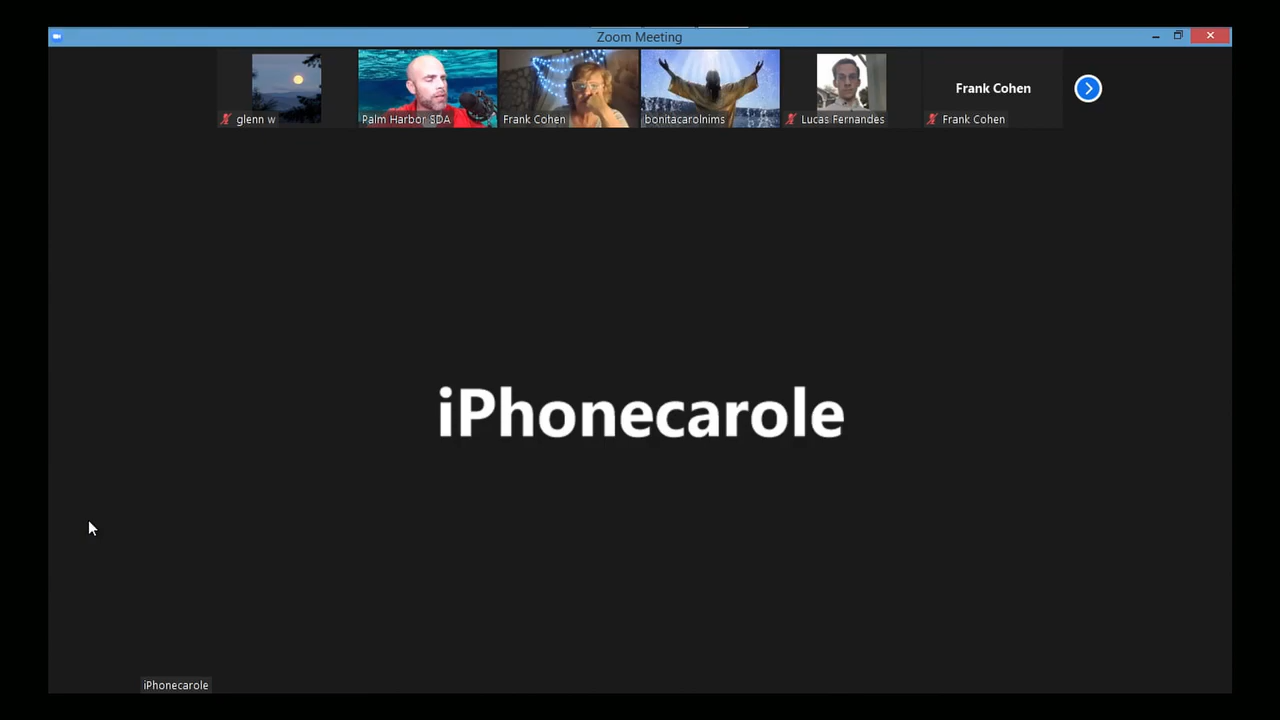 Zoom Meeting
glenn w
Palm Harbor SDA
Frank Cohen
bonitacarolnims
Lucas Fernandes
Frank Cohen
Frank Cohen
iPhonecarole
iPhonecarole